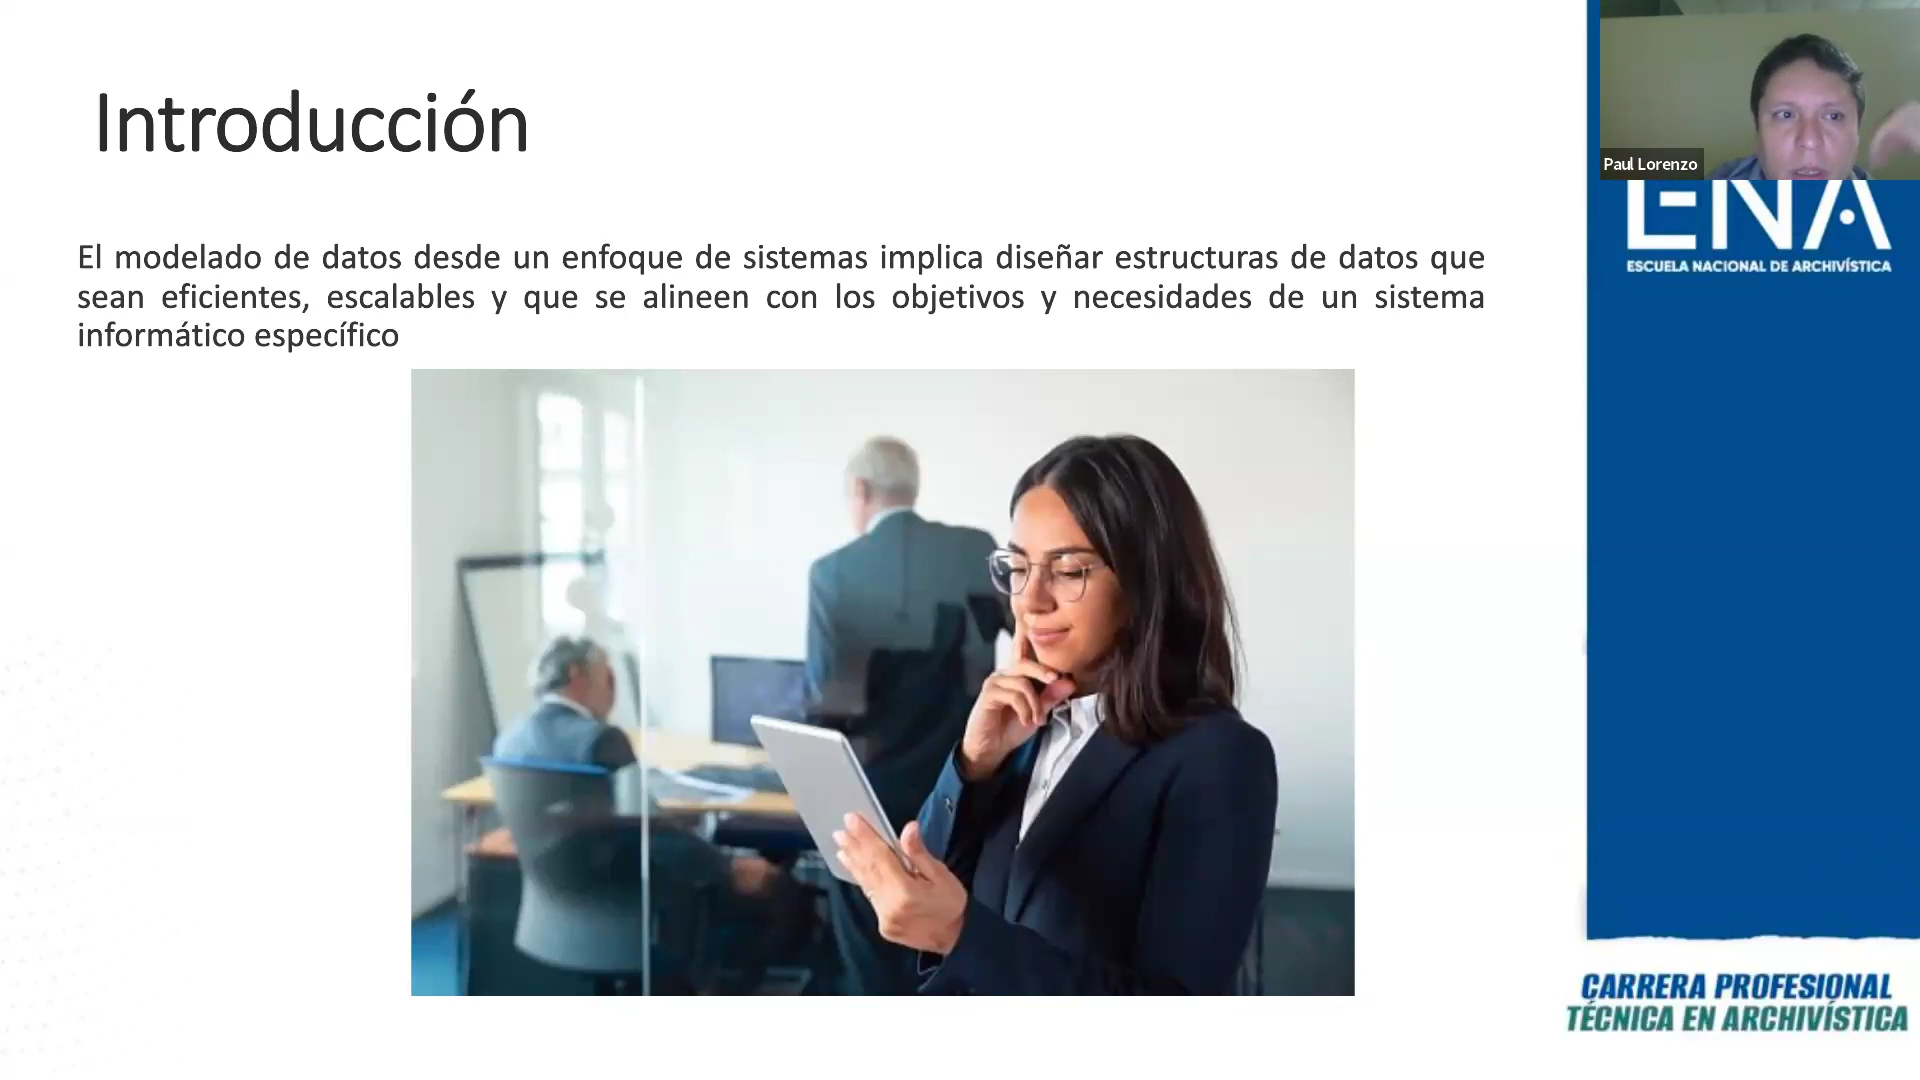 Introducción
El modelado de datos desde un enfoque de sistemas implica diseñar estructuras de datos que
sean eficientes, escalables y que se alineen con los objetivos y necesidades de un sistema
informático específico
Paul Lorenzo
ENA
ESCUELA NACIONAL DE ARCHIVÍSTICA
CARRERA PROFESIONAL
TÉCNICA EN ARCHIVÍSTICA